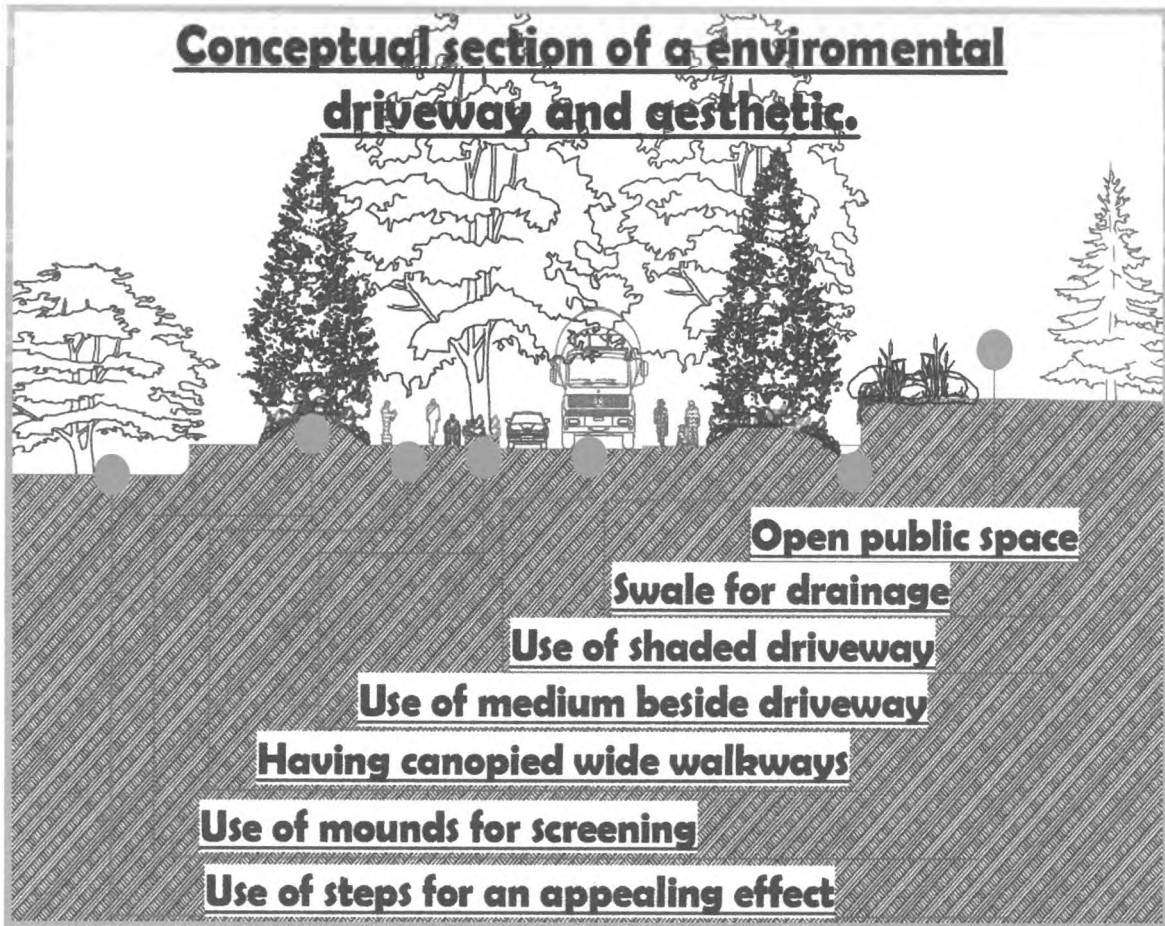 Conceptual section of a enviromental
driveway and aesthetic.
Open public space
Swale for drainage
Use of shaded driveway
Use of medium beside driveway
Having canopied wide walkways
Use of mounds for screening
Use of steps for an appealing effect